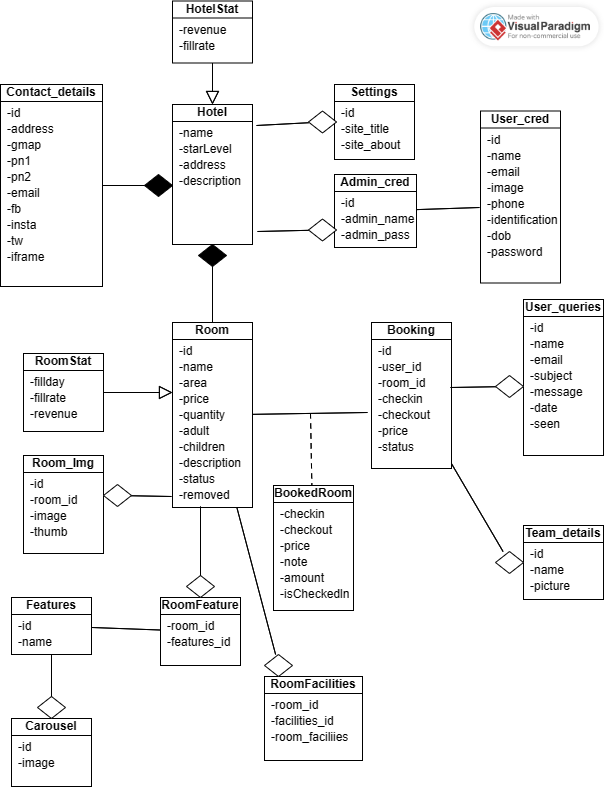 HotelStat
-revenue
-fillrate
Made with
VisualParadigm
For non-commercial use
Contact_details
-id
-address
-gmap
-pn1
-pn2
-email
-fb
-insta
-tw
-iframe
Hotel
-name
-starLevel
-address
-description
Settings
-id
-site_title
-site_about
Admin_cred
-id
-admin_name
-admin_pass
User_cred
-id
-name
-email
-image
-phone
-identification
-dob
-password
RoomStat
-fillday
-fillrate
-revenue
Room
-id
-name
-area
-price
-quantity
-adult
-children
-description
-status
-removed
Booking
-id
-user_id
-room_id
-checkin
-checkout
-price
-status
User_queries
-id
-name
-email
-subject
-message
-date
-seen
Room_Img
-id
-room_id
-image
-thumb
BookedRoom
-checkin
-checkout
-price
-note
-amount
-isCheckedIn
Team_details
-id
-name
-picture
Features
-id
-name
RoomFeature
-room_id
-features_id
RoomFacilities
-room_id
-facilities_id
-room_faciliies
Carousel
-id
-image